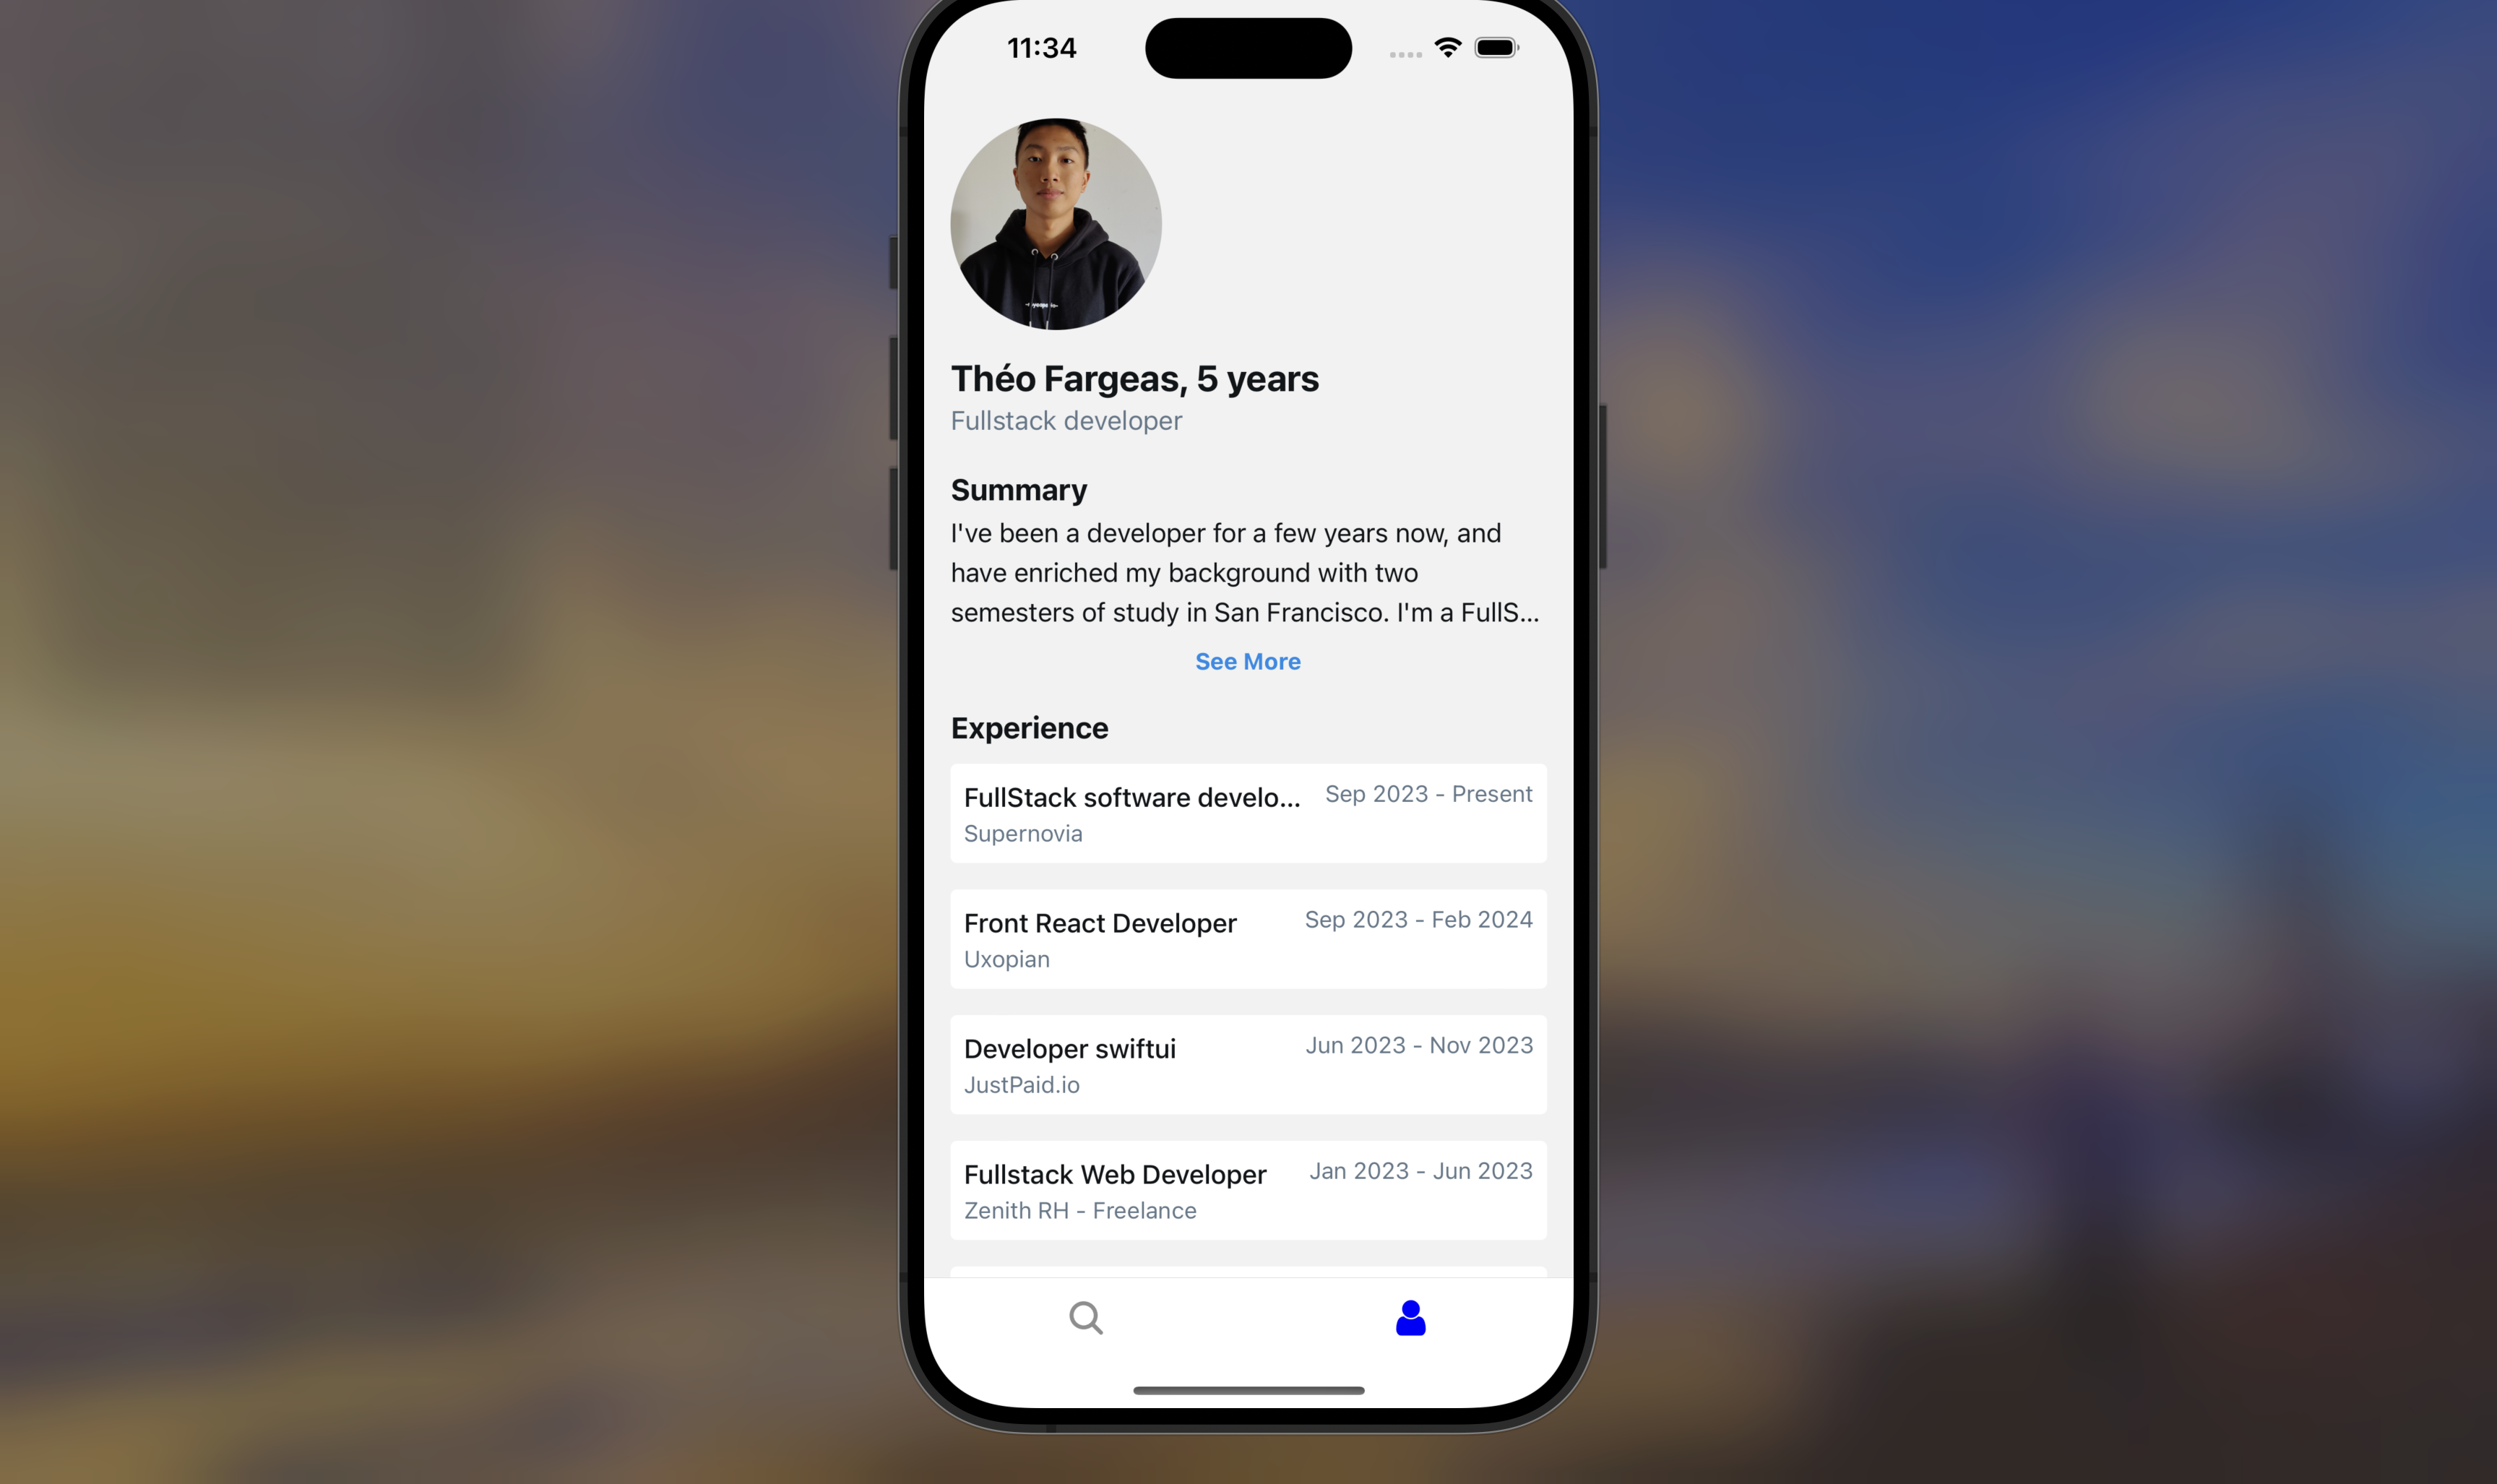 11:34
Théo Fargeas, 5 years
Fullstack developer
Summary
I've been a developer for a few years now, and
have enriched my background with two
semesters of study in San Francisco. I'm a FullS...
See More
Experience
FullStack software develo... Sep 2023 - Present
Supernovia
Front React Developer Sep 2023 - Feb 2024
Uxopian
Developer swiftui Jun 2023 - Nov 2023
JustPaid.io
Fullstack Web Developer Jan 2023 - Jun 2023
Zenith RH - Freelance